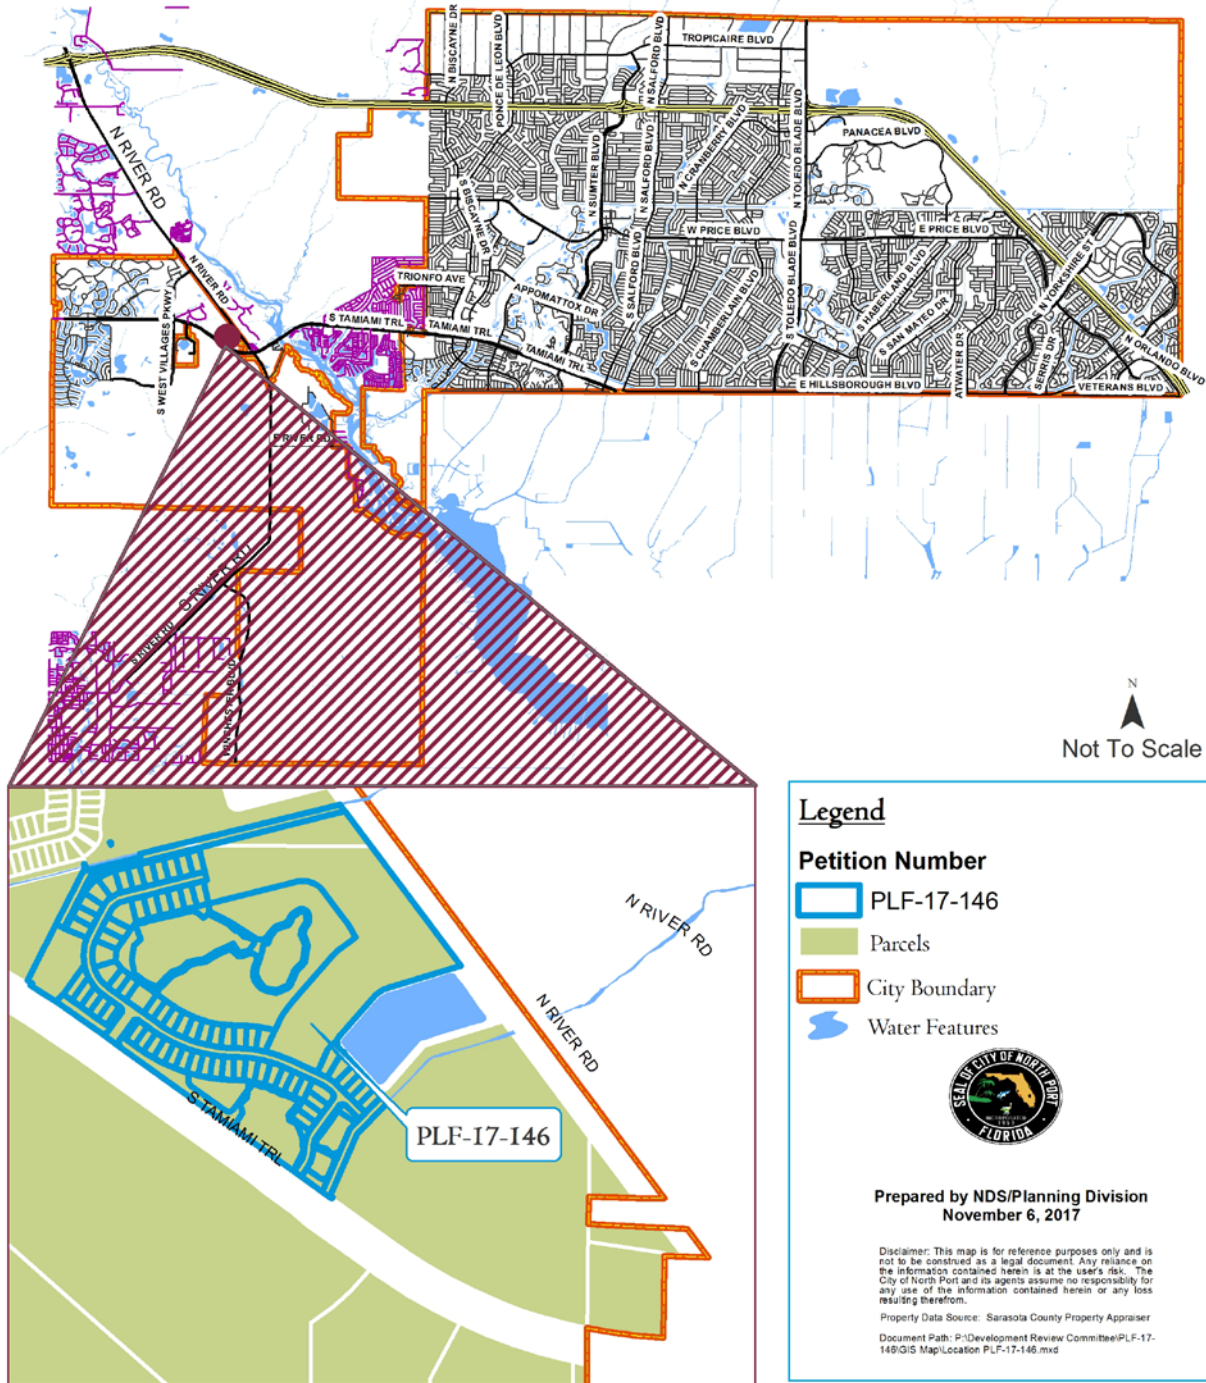 N BISCAYNE DR
PONCE DE LEON BLVD
N SALFORD BLVD
TROPICAIRE BLVD
N RIVER RD
N CRANBERRY BLVD
N TOLEDO BLADE BLVD
PANACEA BLVD
N SUMTER BLVD
N SALFORD BLVD
S BISCAYNE DR
W PRICE BLVD
E PRICE BLVD
N YORKSHIRE ST
N RIVER RD
TRIONFO AVE
APPOMATTOX DR
S SALFORD BLVD
S CHAMBERLAIN BLVD
S TOLEDO BLADE BLVD
S HABERLAND BLVD
S SAN MATEO DR
S WEST VILLAGES PKWY
S TAMIAMI TRL
TAMIAMI TRL
TAMIAMI TRL
ATWATER DR
SERRIS DR
N ORLANDO BLVD
E HILLSBOROUGH BLVD
VETERANS BLVD
S RIVER RD
S RIVER RD
WINCHESTER BLVD
N
Not To Scale
N RIVER RD
N RIVER RD
S TAMIAMI TRL
PLF-17-146
Legend
Petition Number
PLF-17-146
Parcels
City Boundary
Water Features
SEAL OF CITY OF NORTH PORT
FLORIDA
Prepared by NDS/Planning Division
November 6, 2017
Disclaimer: This map is for reference purposes only and is
not to be construed as a legal document. Any reliance on
the information contained herein is at the user's risk. The
City of North Port and its agents assume no responsiblity for
any use of the information contained herein or any loss
resulting therefrom.
Property Data Source: Sarasota County Property Appraiser
Document Path: P:\Development Review Committee\PLF-17-
146\GIS Map\Location PLF-17-146.mxd